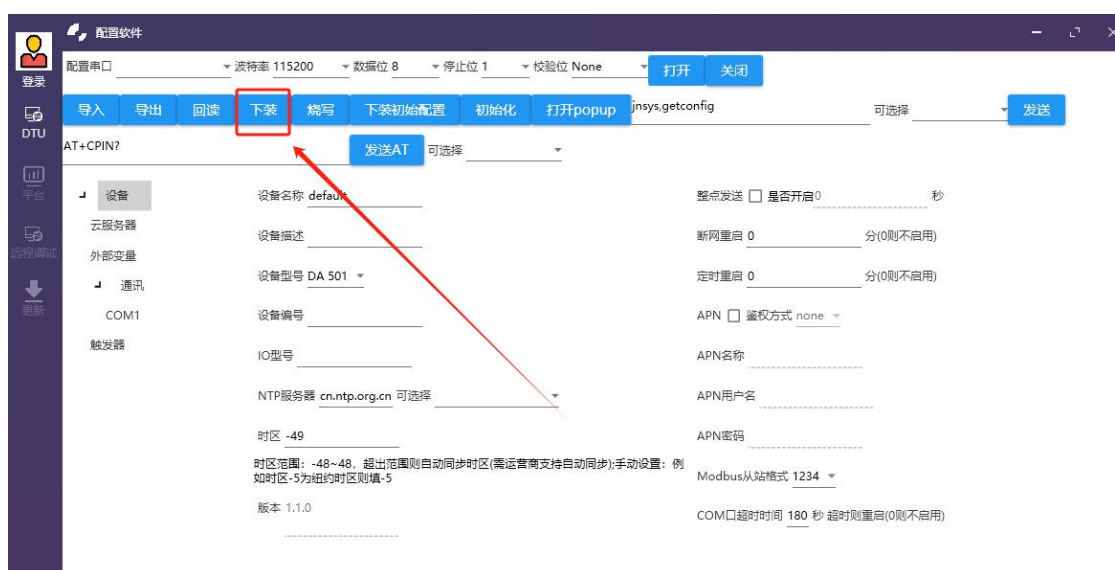 配置软件
登录
DTU
平台
远程调试
更新
配置串口 波特率 115200 数据位 8 停止位 1 校验位 None 打开 关闭
导入 导出 回读 下装 烧写 下装初始配置 初始化 打开popup jnsys,getconfig 可选择 发送
AT+CPIN? 发送AT 可选择
设备
云服务器
外部变量
通讯
COM1
触发器
设备名称 default
设备描述
设备型号 DA 501
设备编号
IO型号
NTP服务器 cn.ntp.org.cn 可选择
时区 -49
时区范围：-48~48，超出范围则自动同步时区(需运营商支持自动同步);手动设置：例
如时区-5为纽约时区则填-5
版本 1.1.0
整点发送 是否开启0 秒
断网重启 0 分(0则不启用)
定时重启 0 分(0则不启用)
APN 鉴权方式 none
APN名称
APN用户名
APN密码
Modbus从站格式 1234
COM口超时时间 180 秒 超时则重启(0则不启用)